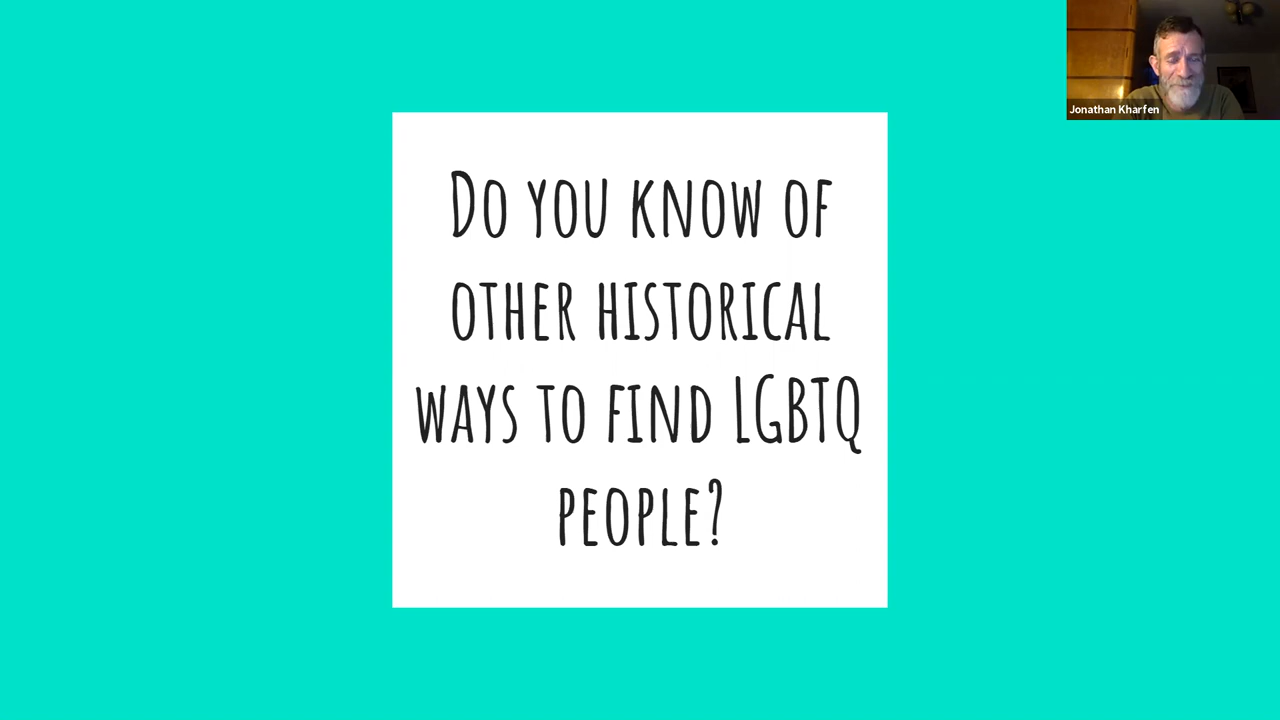 Jonathan Kharfen
DO YOU KNOW OF
OTHER HISTORICAL
WAYS TO FIND LGBTQ
PEOPLE?